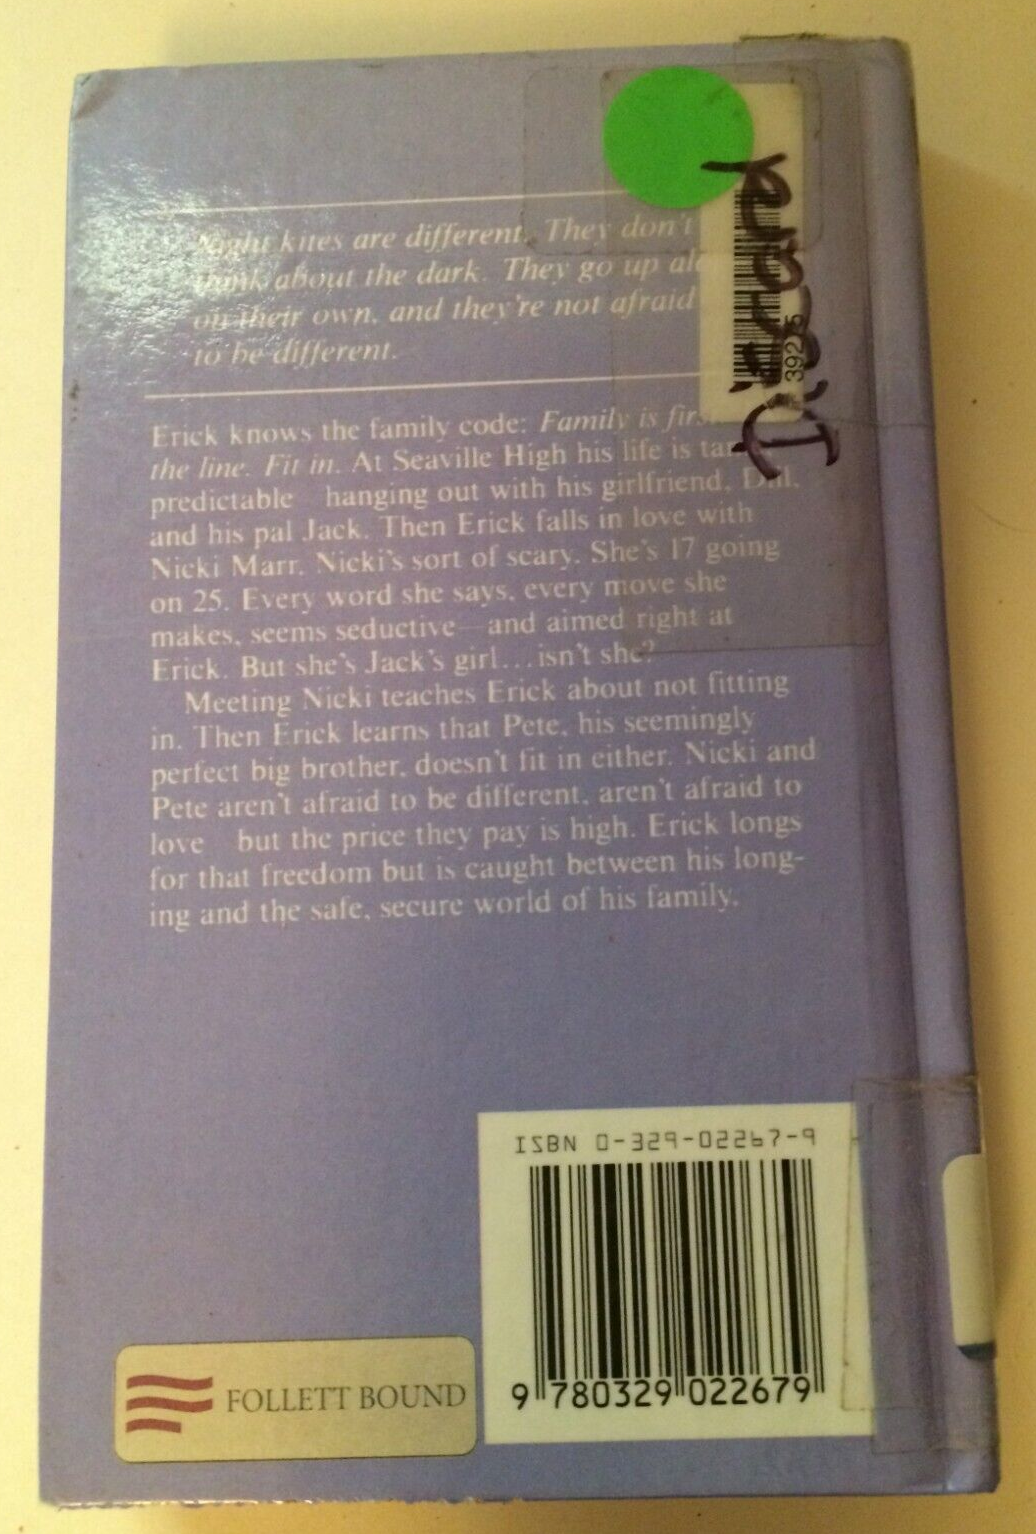 Night kites are different. They don't
think about the dark. They go up
on their own, and they're not afraid
to be different.
Erick knows the family code: Family is
the line. Fit in. At Seaville High his life is
predictable hanging out with his girlfriend,
and his pal Jack. Then Erick falls in love with
Nicki Marr. Nicki's sort of scary. She's 17 going
on 25. Every word she says, every move she
makes, seems seductive—and aimed right at
Erick. But she's Jack's girl...isn't she?
Meeting Nicki teaches Erick about not fitting
in. Then Erick learns that Pete, his seemingly
perfect big brother, doesn't fit in either. Nicki and
Pete aren't afraid to be different, aren't afraid to
love but the price they pay is high. Erick longs
for that freedom but is caught between his long-
ing and the safe, secure world of his family.
39275
Discard
ISBN 0-329-02267-9
9 780329 022679
FOLLETT BOUND